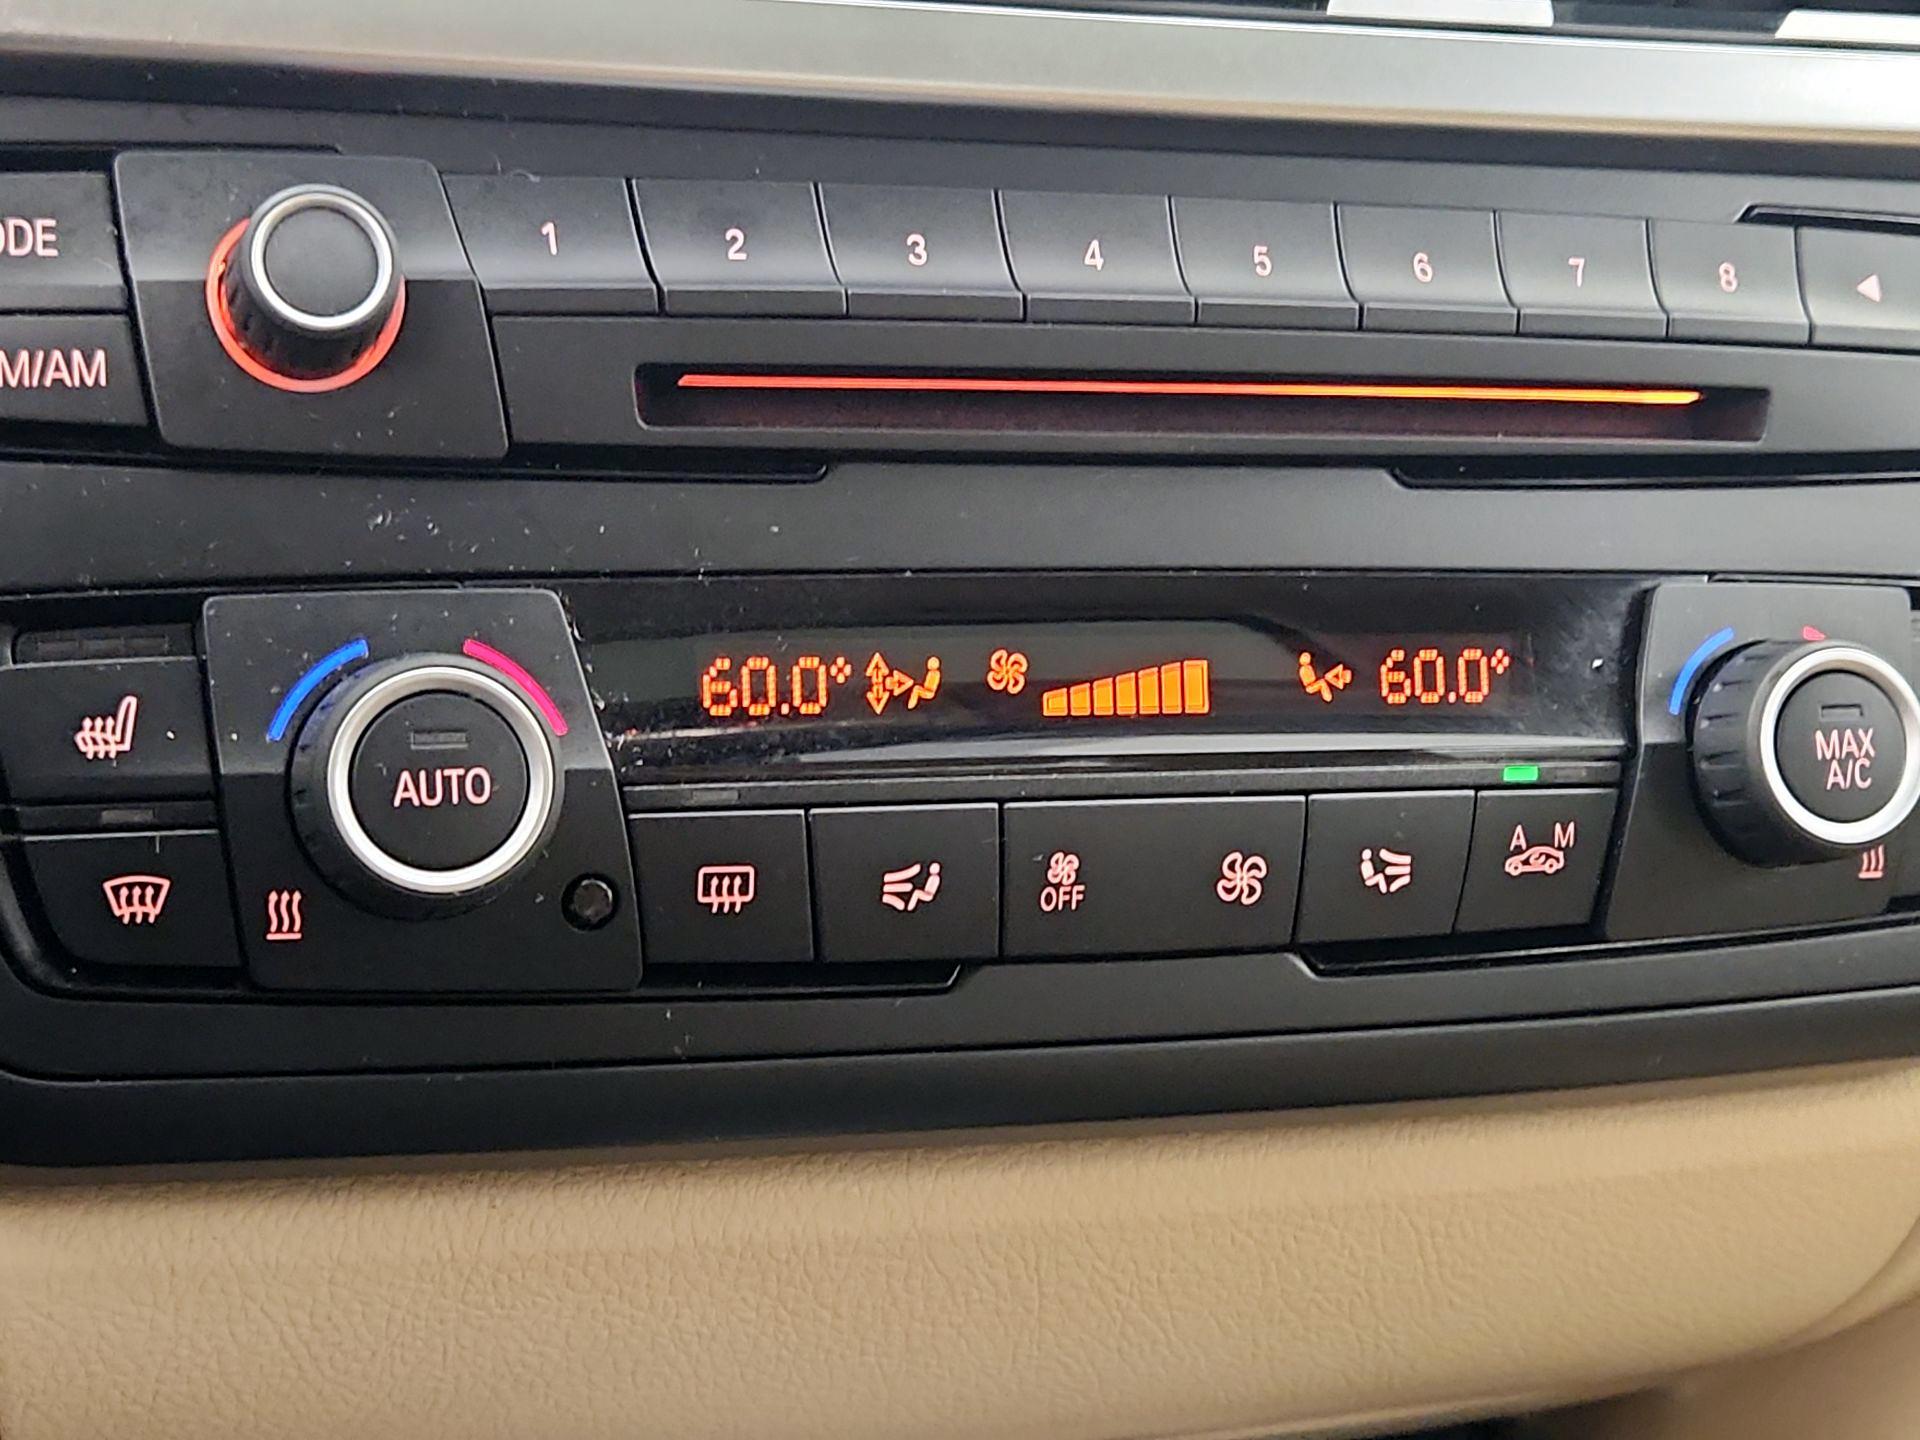 ODE
1 2 3 4 5 6 7 8
M/AM
60.0° 60.0°
AUTO
MAX
A/C
A M
OFF